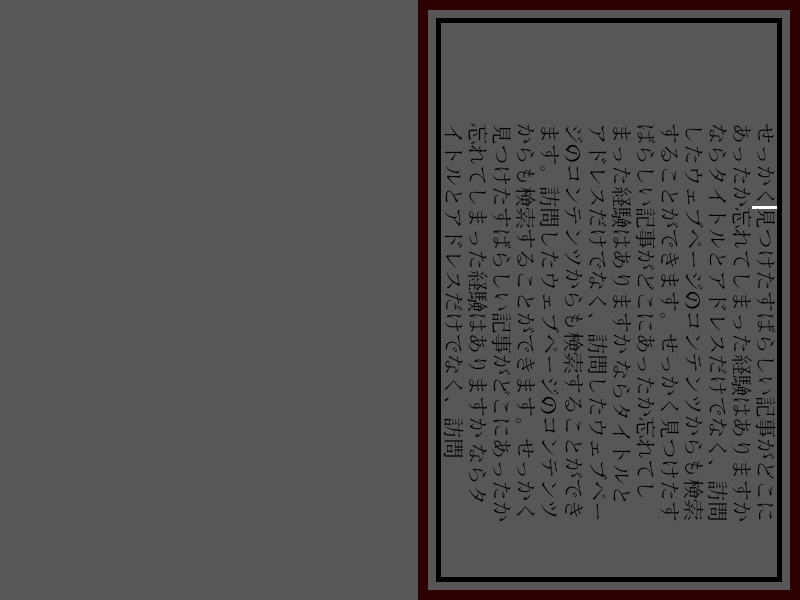 せっかく見つけたすばらしい記事がどこに
あったか忘れてしまった経験はありますか
ならタイトルとアドレスだけでなく、訪問
したウェブページのコンテンツからも検索
することができます。せっかく見つけたす
ばらしい記事がどこにあったか忘れてし
まった経験はありますかならタイトルと
アドレスだけでなく、訪問したウェブペー
ジのコンテンツからも検索することができ
ます。訪問したウェブページのコンテンツ
からも検索することができます。せっかく
見つけたすばらしい記事がどこにあったか
忘れてしまった経験はありますかならタ
イトルとアドレスだけでなく、訪問